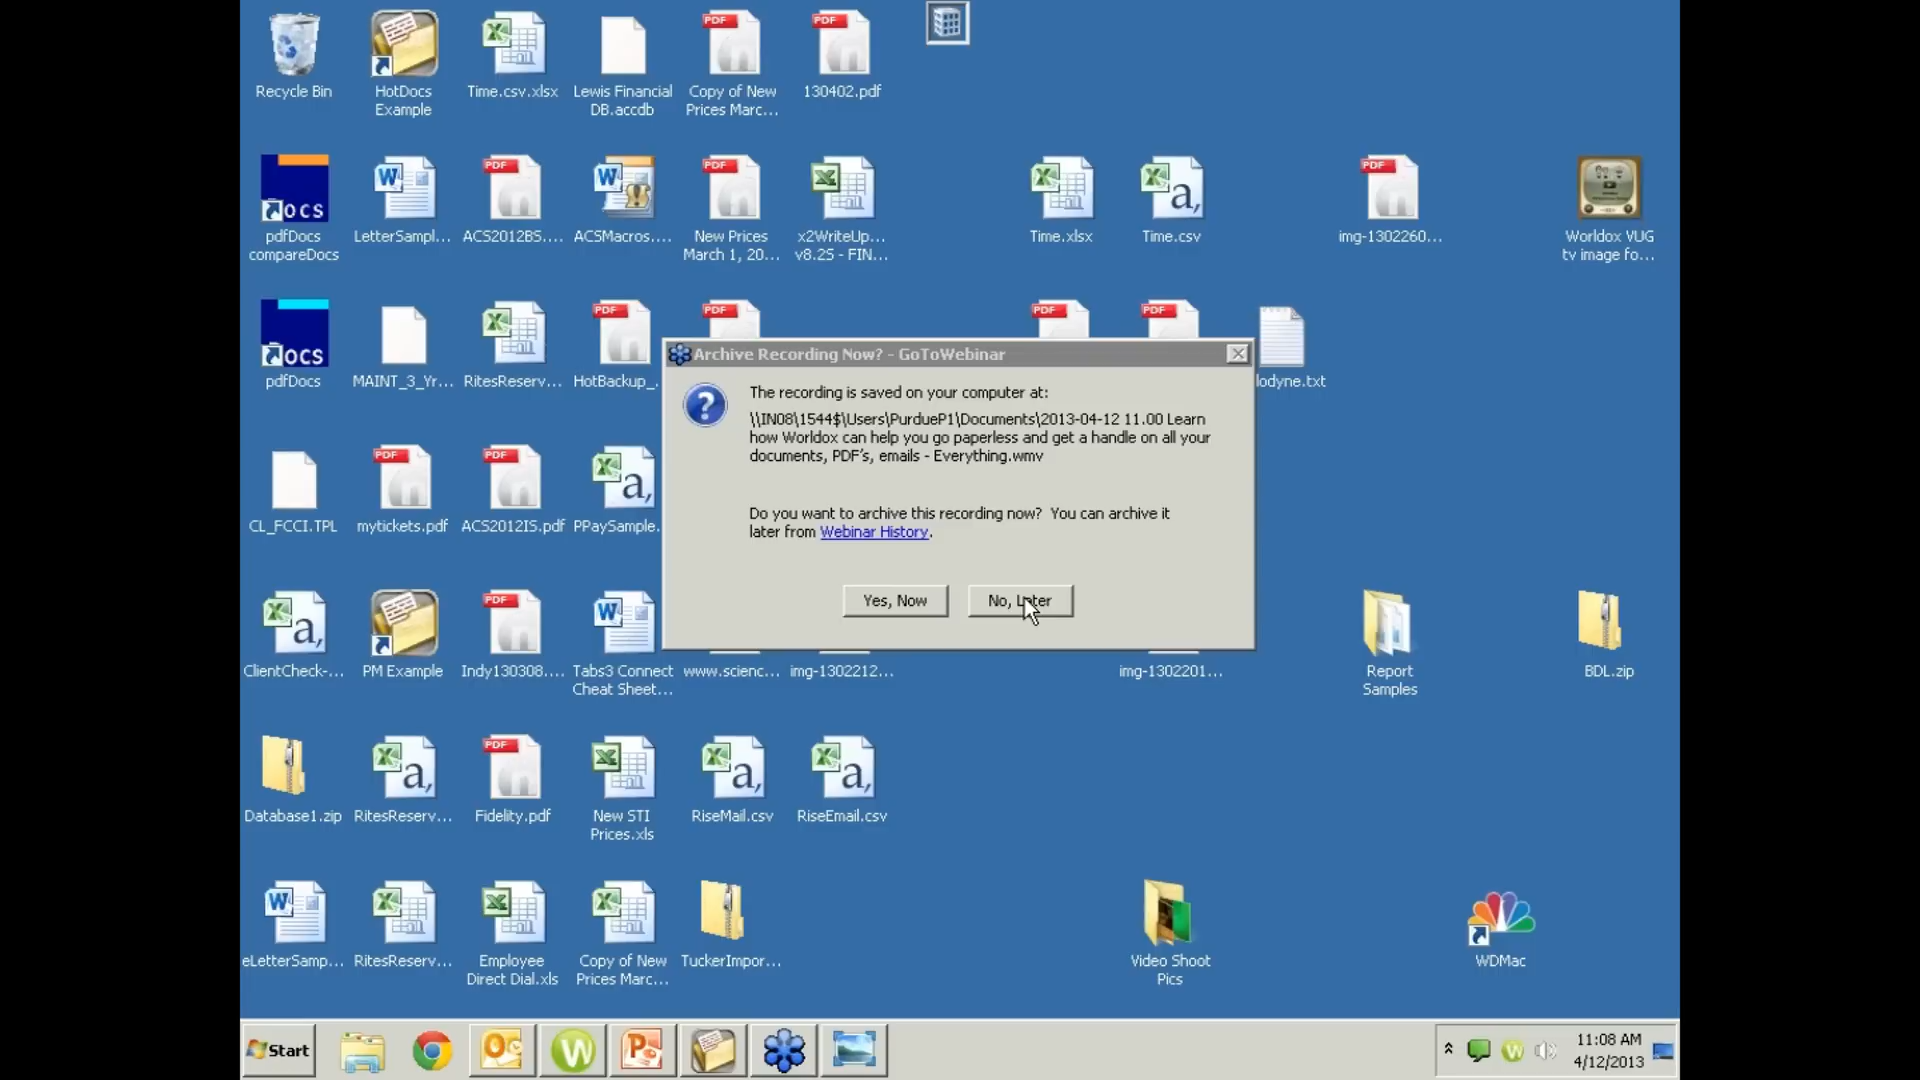 Recycle Bin
HotDocs
Example
Time.csv.xlsx
Lewis Financial
DB.accdb
Copy of New
Prices Marc...
130402.pdf
pdfDocs
compareDocs
LetterSampl...
ACS2012BS....
ACSMacros....
New Prices
March 1, 20...
x2WriteUp...
v8.25 - FIN...
Time.xlsx
Time.csv
img-1302260...
Worldox VUG
tv image fo...
pdfDocs
MAINT_3_Yr...
RitesReserv...
HotBackup_.
lodyne.txt
Archive Recording Now? - GoToWebinar
The recording is saved on your computer at:
\\IN08\1544$\Users\PurdueP1\Documents\2013-04-12 11.00 Learn
how Worldox can help you go paperless and get a handle on all your
documents, PDF's, emails - Everything.wmv
Do you want to archive this recording now? You can archive it
later from Webinar History.
Yes, Now
No, Later
CL_FCCI.TPL
mytickets.pdf
ACS2012IS.pdf
PPaySample.
ClientCheck-...
PM Example
Indy130308....
Tabs3 Connect
Cheat Sheet...
www.scienc...
img-1302212...
img-1302201...
Report
Samples
BDL.zip
Database1.zip
RitesReserv...
Fidelity.pdf
New STI
Prices.xls
RiseMail.csv
RiseEmail.csv
eLetterSamp...
RitesReserv...
Employee
Direct Dial.xls
Copy of New
Prices Marc...
TuckerImpor...
Video Shoot
Pics
WDMac
Start
11:08 AM
4/12/2013